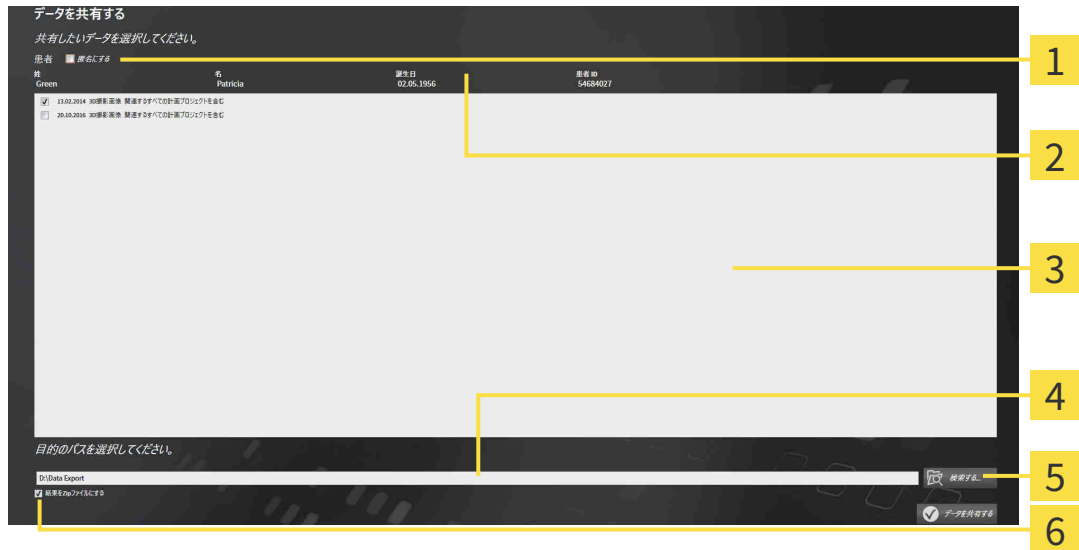 データを共有する
共有したいデータを選択してください。
患者 匿名にする
姓 名 誕生日 患者 ID
Green Patricia 02.05.1956 54684027
13.02.2014 3D撮影画像 関連するすべての計画プロジェクトを含む
20.10.2016 3D撮影画像 関連するすべての計画プロジェクトを含む
目的のパスを選択してください。
D:\Data Export
検索する...
結果をZipファイルにする
データを共有する
1
2
3
4
5
6